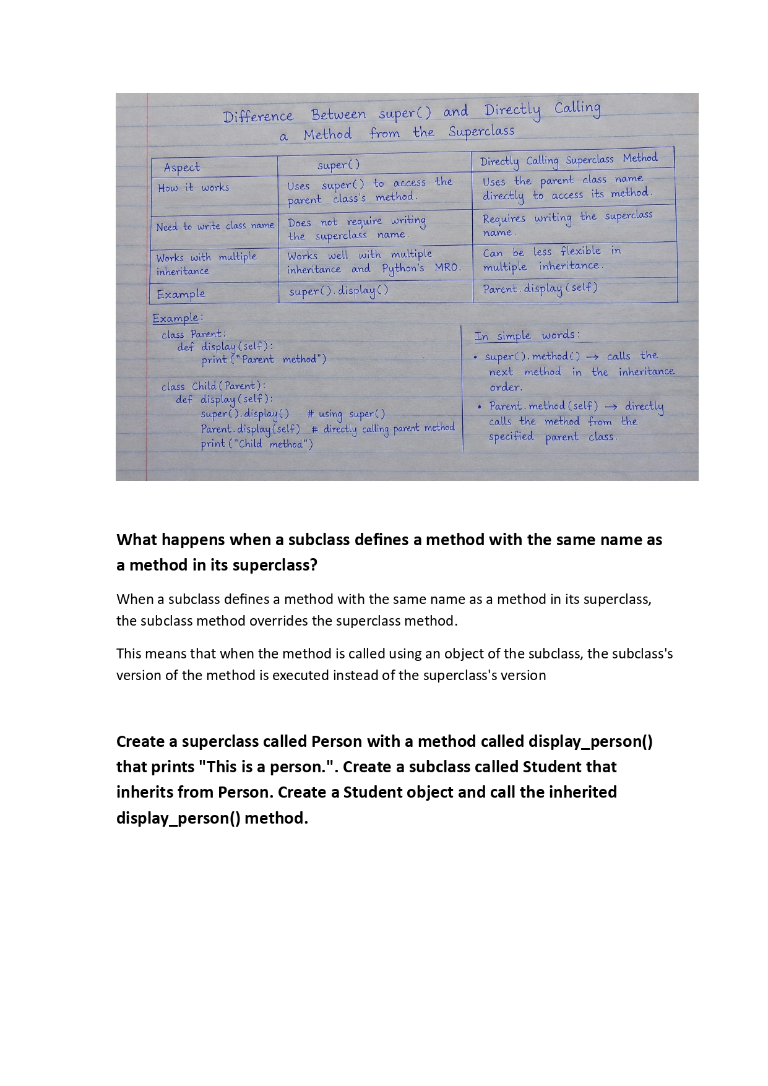 Difference Between super() and Directly Calling
a Method from the Superclass
Aspect super() Directly Calling Superclass Method
How it works Uses super() to access the parent class's method. Uses the parent class name directly to access its method.
Need to write class name Does not require writing the superclass name Requires writing the superclass name
Works with multiple inheritance Works well with multiple inheritance and Python's MRO. Can be less flexible in multiple inheritance.
Example super().display() Parent.display(self)
Example:
class Parent:
def display(self):
print ("Parent method")
class Child(Parent):
def display(self):
super().display() # using super()
Parent.display(self) # directly calling parent method
print ("Child method")
In simple words:
• super().method() → calls the
next method in the inheritance
order.
• Parent.method(self) → directly
calls the method from the
specified parent class.
What happens when a subclass defines a method with the same name as
a method in its superclass?
When a subclass defines a method with the same name as a method in its superclass,
the subclass method overrides the superclass method.
This means that when the method is called using an object of the subclass, the subclass's
version of the method is executed instead of the superclass's version
Create a superclass called Person with a method called display_person()
that prints "This is a person.". Create a subclass called Student that
inherits from Person. Create a Student object and call the inherited
display_person() method.